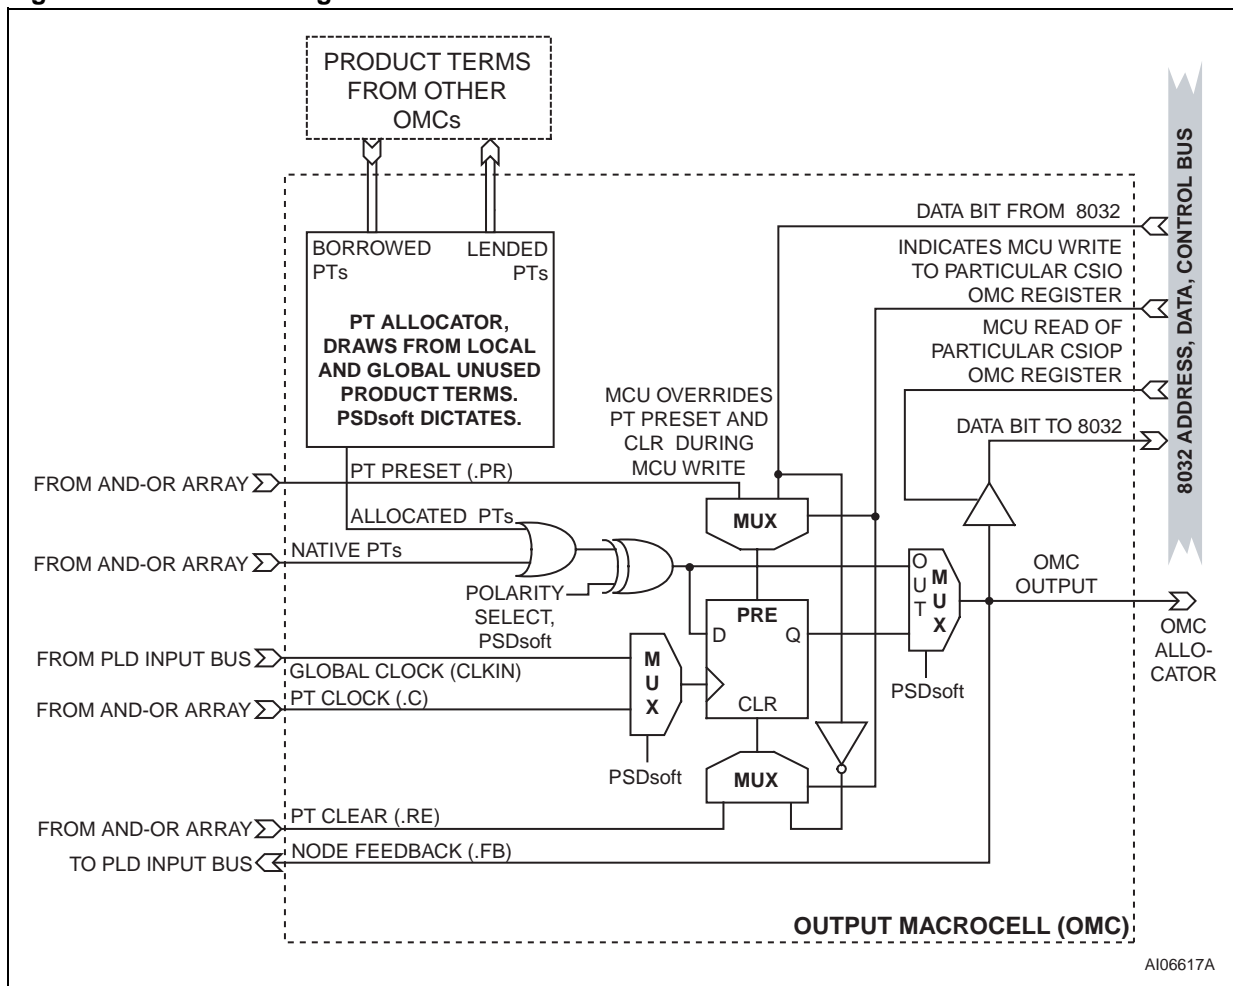 PRODUCT TERMS
FROM OTHER
OMCs
8032 ADDRESS, DATA, CONTROL BUS
DATA BIT FROM 8032
BORROWED
PTs
LENDED
PTs
INDICATES MCU WRITE
TO PARTICULAR CSIO
OMC REGISTER
PT ALLOCATOR,
DRAWS FROM LOCAL
AND GLOBAL UNUSED
PRODUCT TERMS.
PSDsoft DICTATES.
MCU READ OF
PARTICULAR CSIOP
OMC REGISTER
MCU OVERRIDES
PT PRESET AND
CLR DURING
MCU WRITE
DATA BIT TO 8032
FROM AND-OR ARRAY
PT PRESET (.PR)
MUX
ALLOCATED PTs
FROM AND-OR ARRAY
NATIVE PTs
POLARITY
SELECT,
PSDsoft
PRE
D
Q
CLR
OUT
MUX
OMC
OUTPUT
PSDsoft
OMC
ALLO-
CATOR
FROM PLD INPUT BUS
GLOBAL CLOCK (CLKIN)
FROM AND-OR ARRAY
PT CLOCK (.C)
MUX
PSDsoft
MUX
FROM AND-OR ARRAY
PT CLEAR (.RE)
TO PLD INPUT BUS
NODE FEEDBACK (.FB)
OUTPUT MACROCELL (OMC)
AI06617A